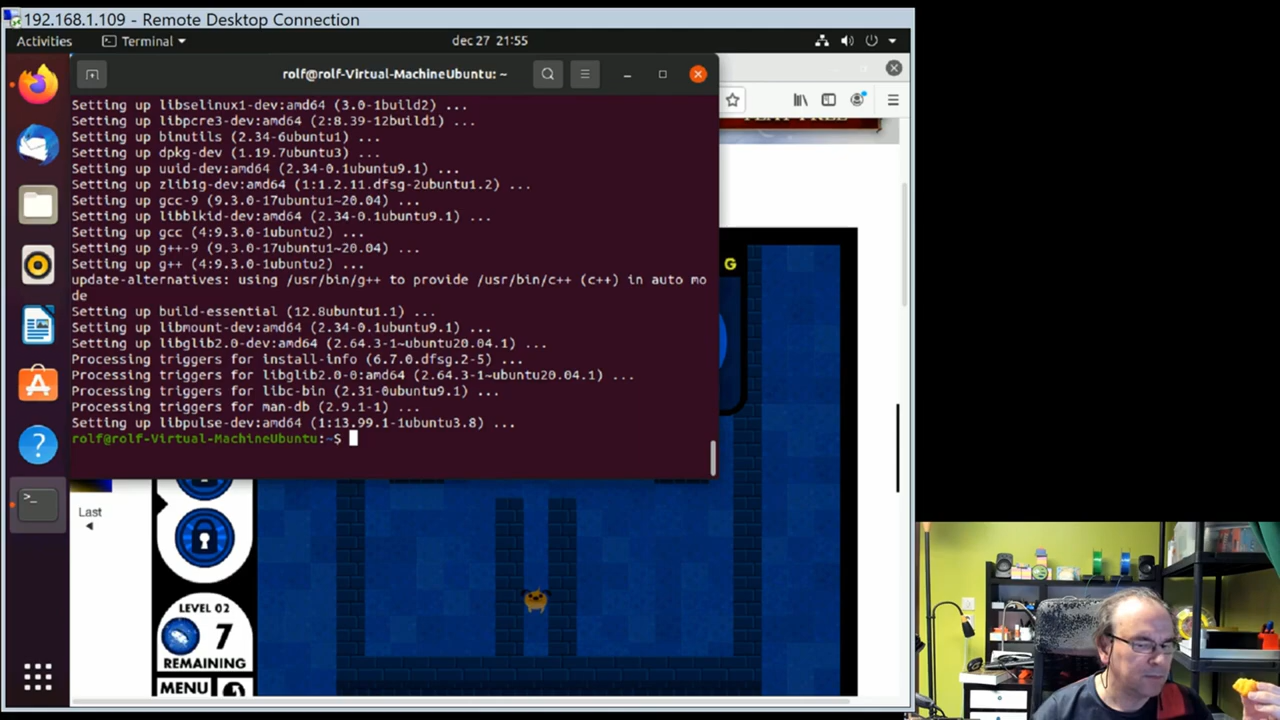 192.168.1.109 - Remote Desktop Connection
Activities
Terminal
dec 27 21:55
rolf@rolf-Virtual-MachineUbuntu: ~
Setting up libselinux1-dev:amd64 (3.0-1build2) ...
Setting up libpcre3-dev:amd64 (2:8.39-12build1) ...
Setting up binutils (2.34-6ubuntu1) ...
Setting up dpkg-dev (1.19.7ubuntu3) ...
Setting up uuid-dev:amd64 (2.34-0.1ubuntu9.1) ...
Setting up zlib1g-dev:amd64 (1:1.2.11.dfsg-2ubuntu1.2) ...
Setting up gcc-9 (9.3.0-17ubuntu1~20.04) ...
Setting up libblkid-dev:amd64 (2.34-0.1ubuntu9.1) ...
Setting up gcc (4:9.3.0-1ubuntu2) ...
Setting up g++-9 (9.3.0-17ubuntu1~20.04) ...
Setting up g++ (4:9.3.0-1ubuntu2) ...
update-alternatives: using /usr/bin/g++ to provide /usr/bin/c++ (c++) in auto mo
de
Setting up build-essential (12.8ubuntu1.1) ...
Setting up libmount-dev:amd64 (2.34-0.1ubuntu9.1) ...
Setting up libglib2.0-dev:amd64 (2.64.3-1~ubuntu20.04.1) ...
Processing triggers for install-info (6.7.0.dfsg.2-5) ...
Processing triggers for libglib2.0-0:amd64 (2.64.3-1~ubuntu20.04.1) ...
Processing triggers for libc-bin (2.31-0ubuntu9.1) ...
Processing triggers for man-db (2.9.1-1) ...
Setting up libpulse-dev:amd64 (1:13.99.1-1ubuntu3.8) ...
rolf@rolf-Virtual-MachineUbuntu:~$
G
Last
LEVEL 02
7
REMAINING
MENU